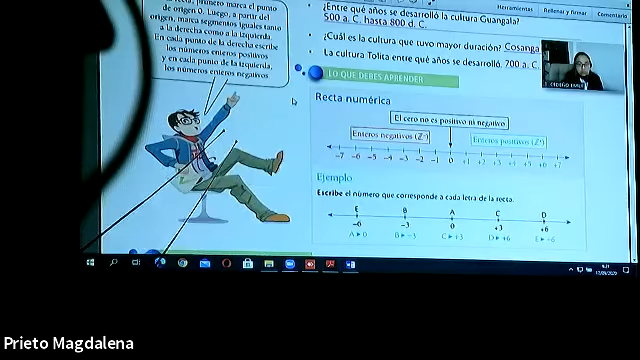 recta, primero marca el punto
de origen 0. Luego, a partir del
origen, marca segmentos iguales tanto
a la derecha como a la izquierda.
En cada punto de la derecha escribe
los números enteros positivos
y en cada punto de la izquierda,
los números enteros negativos
Herramientas Rellenar y firmar Comentario
¿Entre qué años se desarrolló la cultura Guangala?
500 a. C. hasta 800 d. C.
¿Cuál es la cultura que tuvo mayor duración? Cosanga
La cultura Tolita entre qué años se desarrolló. 700 a. C.
LO QUE DEBES APRENDER
Recta numérica
El cero no es positivo ni negativo
Enteros negativos (Z⁻) Enteros positivos (Z⁺)
−7 −6 −5 −4 −3 −2 −1 0 +1 +2 +3 +4 +5 +6 +7
Ejemplo
Escribe el número que corresponde a cada letra de la recta.
E B A C D
−6 −3 0 +3 +6
A ► 0 B ► −3 C ► +3 D ► +6 E ► −6
Prieto Magdalena